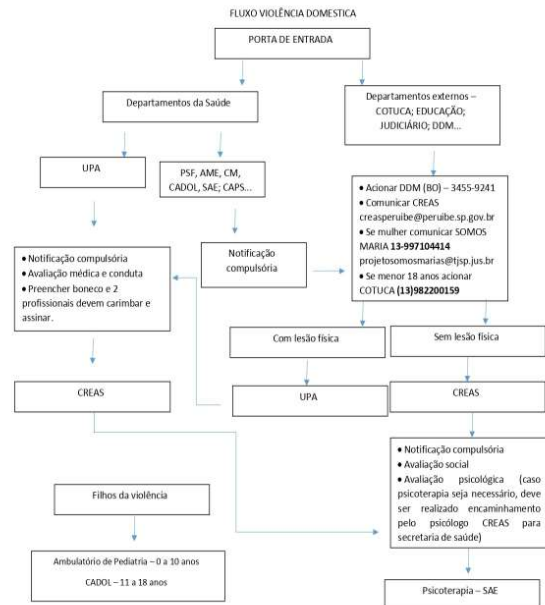 FLUXO VIOLÊNCIA DOMESTICA
PORTA DE ENTRADA
Departamentos da Saúde
Departamentos externos –
COTUCA; EDUCAÇÃO;
JUDICIÁRIO; DDM...
UPA
PSF, AME, CM,
CADOL, SAE; CAPS...
• Acionar DDM (BO) – 3455-9241
• Comunicar CREAS
creasperuibe@peruibe.sp.gov.br
• Se mulher comunicar SOMOS
MARIA 13-997104414
projetosomosmarias@tjsp.jus.br
• Se menor 18 anos acionar
COTUCA (13)982200159
Notificação
compulsória
• Notificação compulsória
• Avaliação médica e conduta
• Preencher boneco e 2
profissionais devem carimbar e
assinar.
Com lesão física
Sem lesão física
CREAS
UPA
CREAS
• Notificação compulsória
• Avaliação social
• Avaliação psicológica (caso
psicoterapia seja necessário, deve
ser realizado encaminhamento
pelo psicólogo CREAS para
secretaria de saúde)
Filhos da violência
Ambulatório de Pediatria – 0 a 10 anos
CADOL – 11 a 18 anos
Psicoterapia – SAE